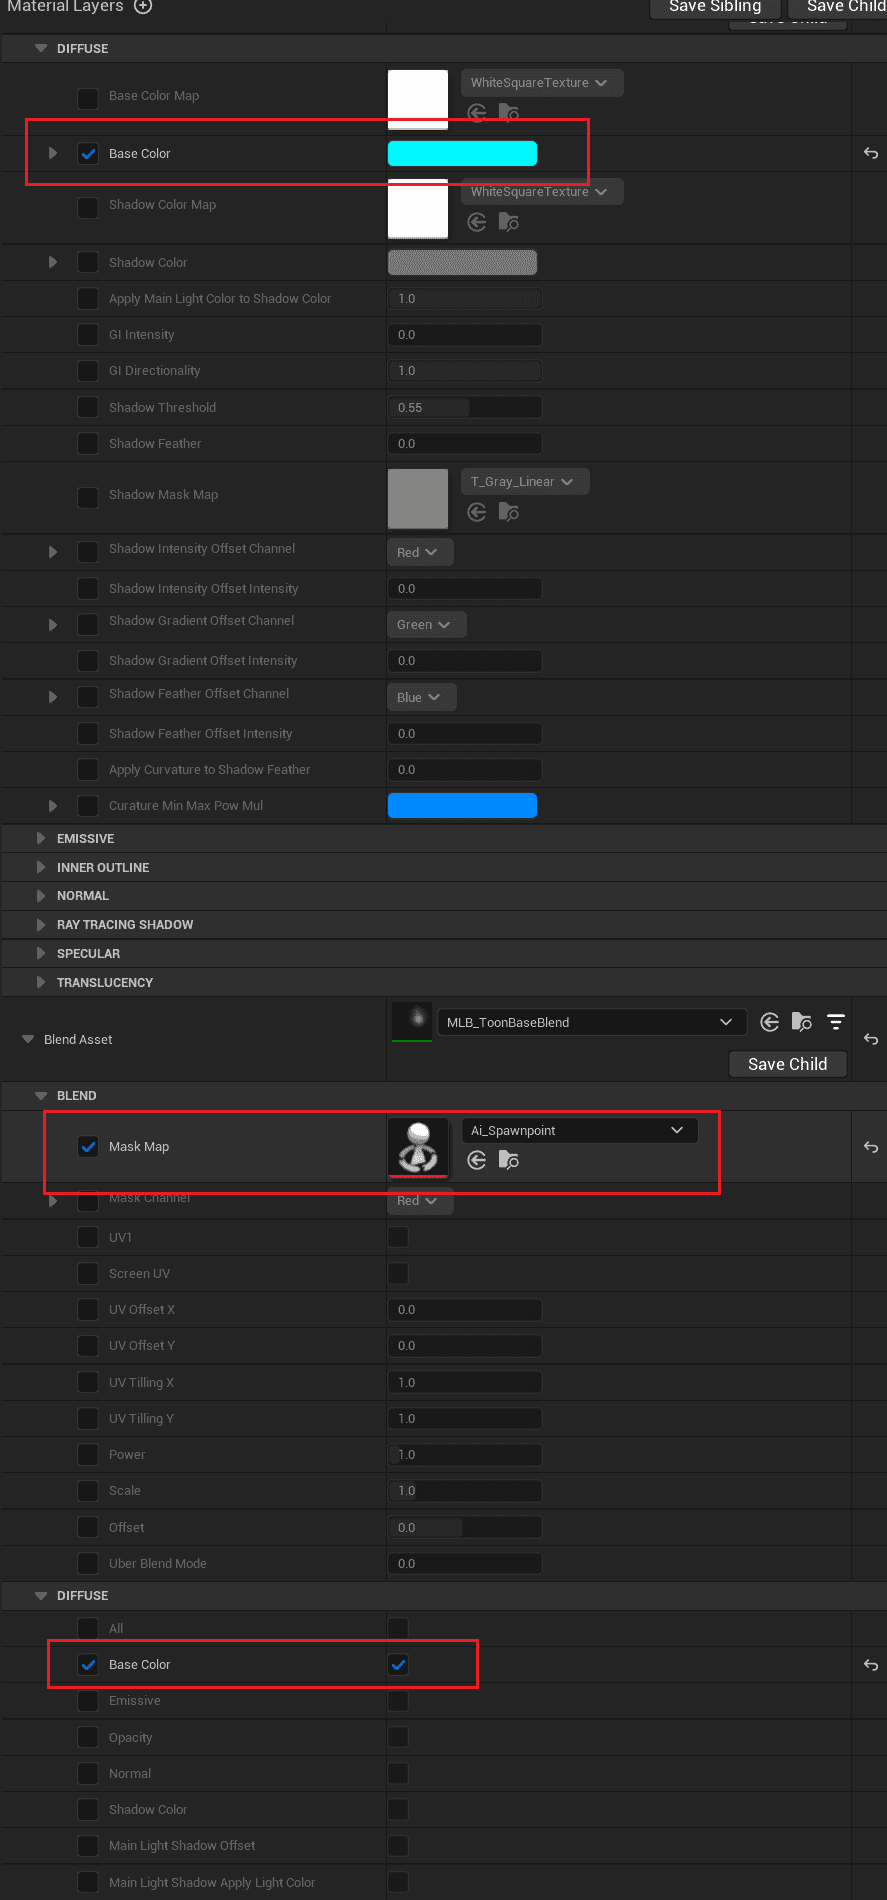 Material Layers
Save Sibling
Save Child
DIFFUSE
Base Color Map
WhiteSquareTexture
Base Color
Shadow Color Map
WhiteSquareTexture
Shadow Color
Apply Main Light Color to Shadow Color
1.0
GI Intensity
0.0
GI Directionality
1.0
Shadow Threshold
0.55
Shadow Feather
0.0
Shadow Mask Map
T_Gray_Linear
Shadow Intensity Offset Channel
Red
Shadow Intensity Offset Intensity
0.0
Shadow Gradient Offset Channel
Green
Shadow Gradient Offset Intensity
0.0
Shadow Feather Offset Channel
Blue
Shadow Feather Offset Intensity
0.0
Apply Curvature to Shadow Feather
0.0
Curature Min Max Pow Mul
EMISSIVE
INNER OUTLINE
NORMAL
RAY TRACING SHADOW
SPECULAR
TRANSLUCENCY
Blend Asset
MLB_ToonBaseBlend
Save Child
BLEND
Mask Map
Ai_Spawnpoint
Mask Channel
Red
UV1
Screen UV
UV Offset X
0.0
UV Offset Y
0.0
UV Tilling X
1.0
UV Tilling Y
1.0
Power
1.0
Scale
1.0
Offset
0.0
Uber Blend Mode
0.0
DIFFUSE
All
Base Color
Emissive
Opacity
Normal
Shadow Color
Main Light Shadow Offset
Main Light Shadow Apply Light Color